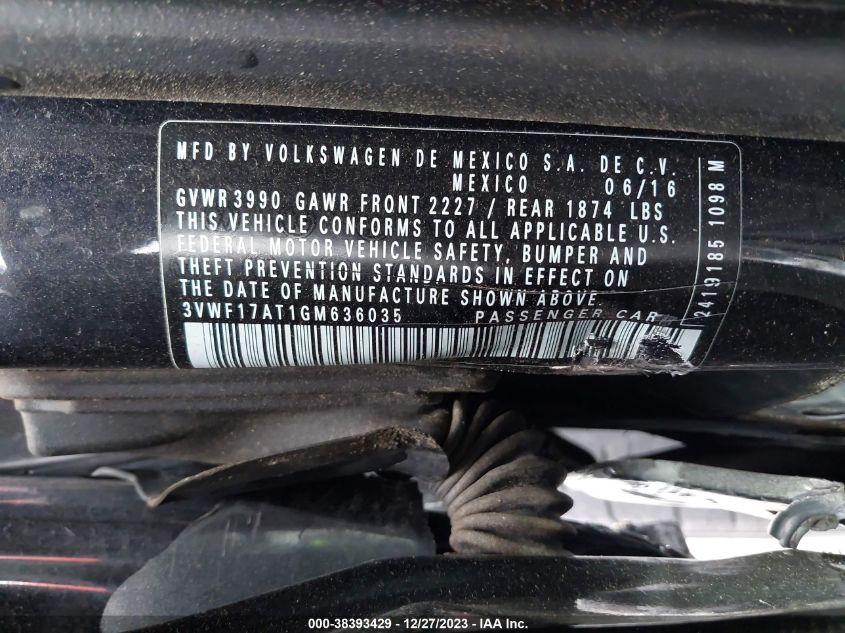 MFD BY VOLKSWAGEN DE MEXICO S.A. DE C.V.
MEXICO 06/16
GVWR 3990 GAWR FRONT 2227 / REAR 1874 LBS
THIS VEHICLE CONFORMS TO ALL APPLICABLE U.S.
FEDERAL MOTOR VEHICLE SAFETY, BUMPER AND
THEFT PREVENTION STANDARDS IN EFFECT ON
THE DATE OF MANUFACTURE SHOWN ABOVE.
3VWF17AT1GM636035 PASSENGER CAR
2419185 1098 M
000-38393429 - 12/27/2023 - IAA Inc.